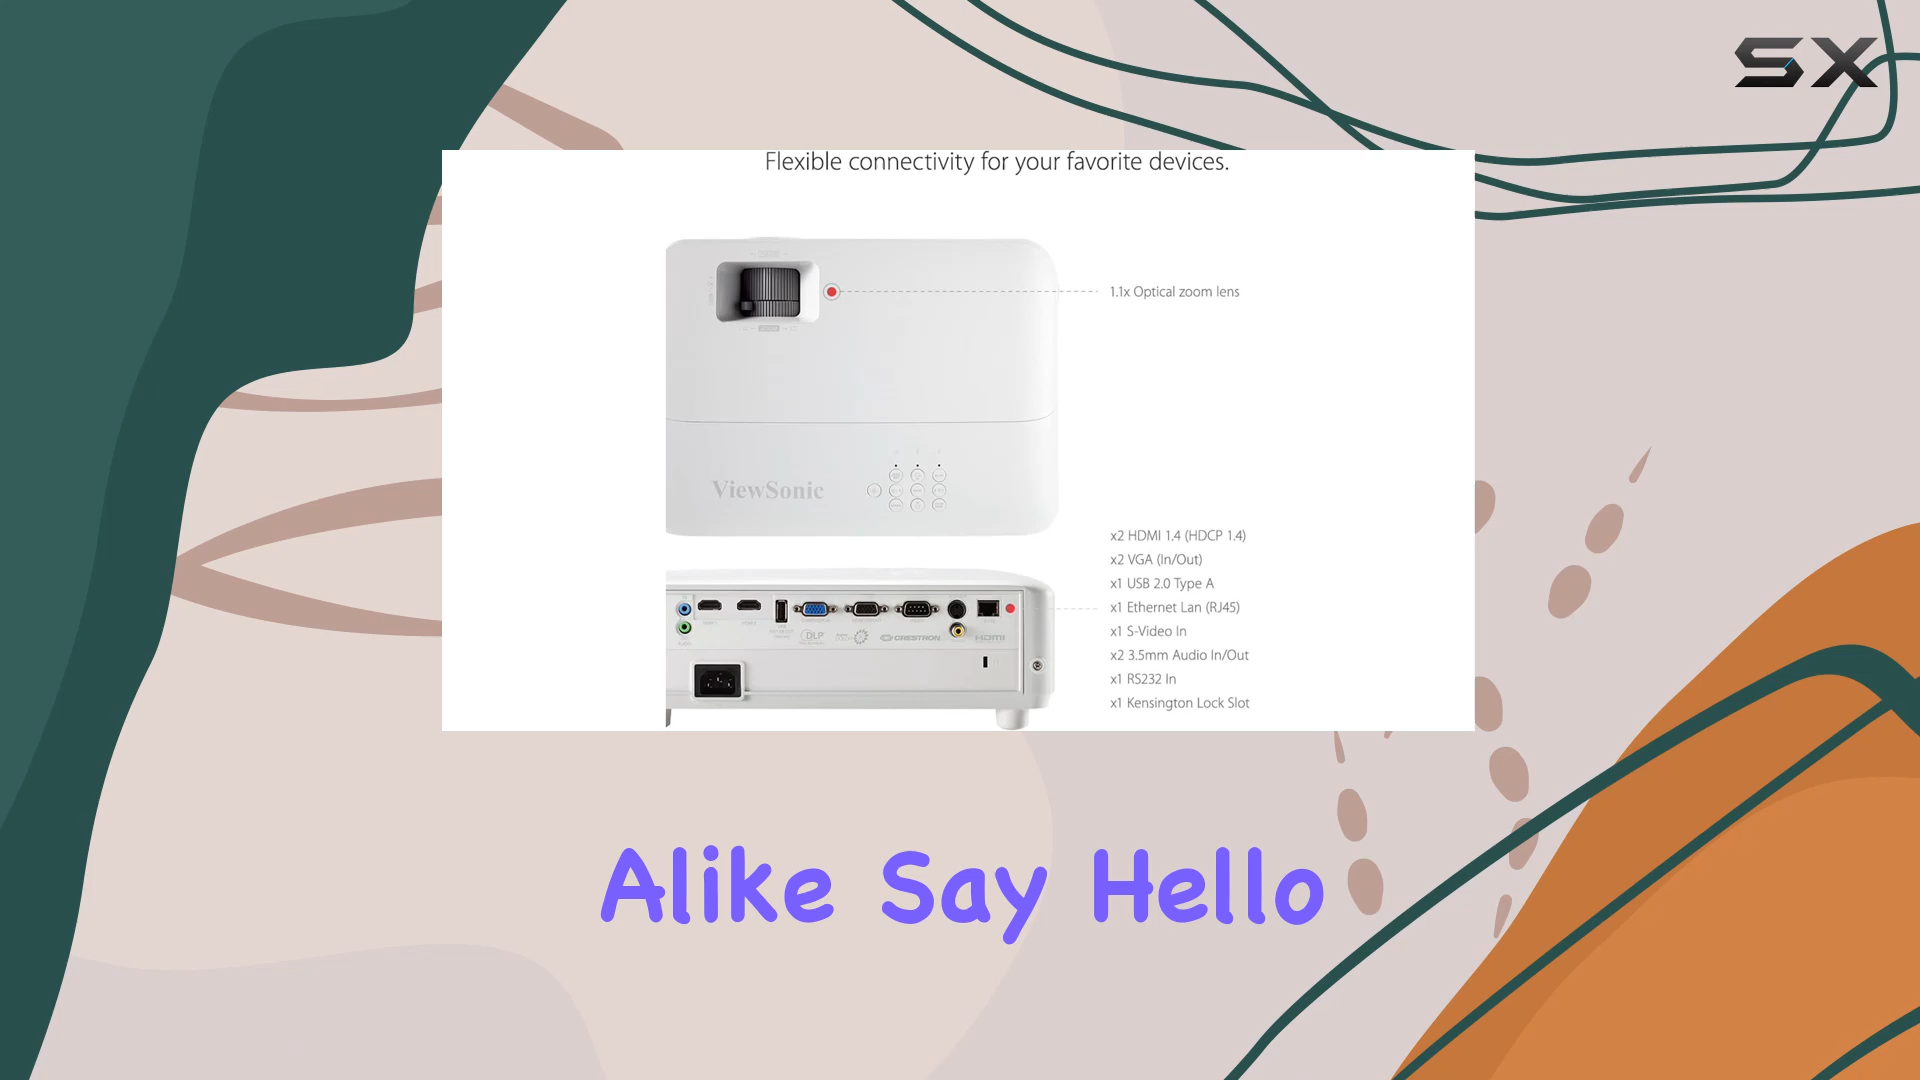 SX
Flexible connectivity for your favorite devices.
1.1x Optical zoom lens
ViewSonic
x2 HDMI 1.4 (HDCP 1.4)
x2 VGA (In/Out)
x1 USB 2.0 Type A
x1 Ethernet Lan (RJ45)
x1 S-Video In
x2 3.5mm Audio In/Out
x1 RS232 In
x1 Kensington Lock Slot
DLP
CRESTRON
HDMI
Alike Say Hello